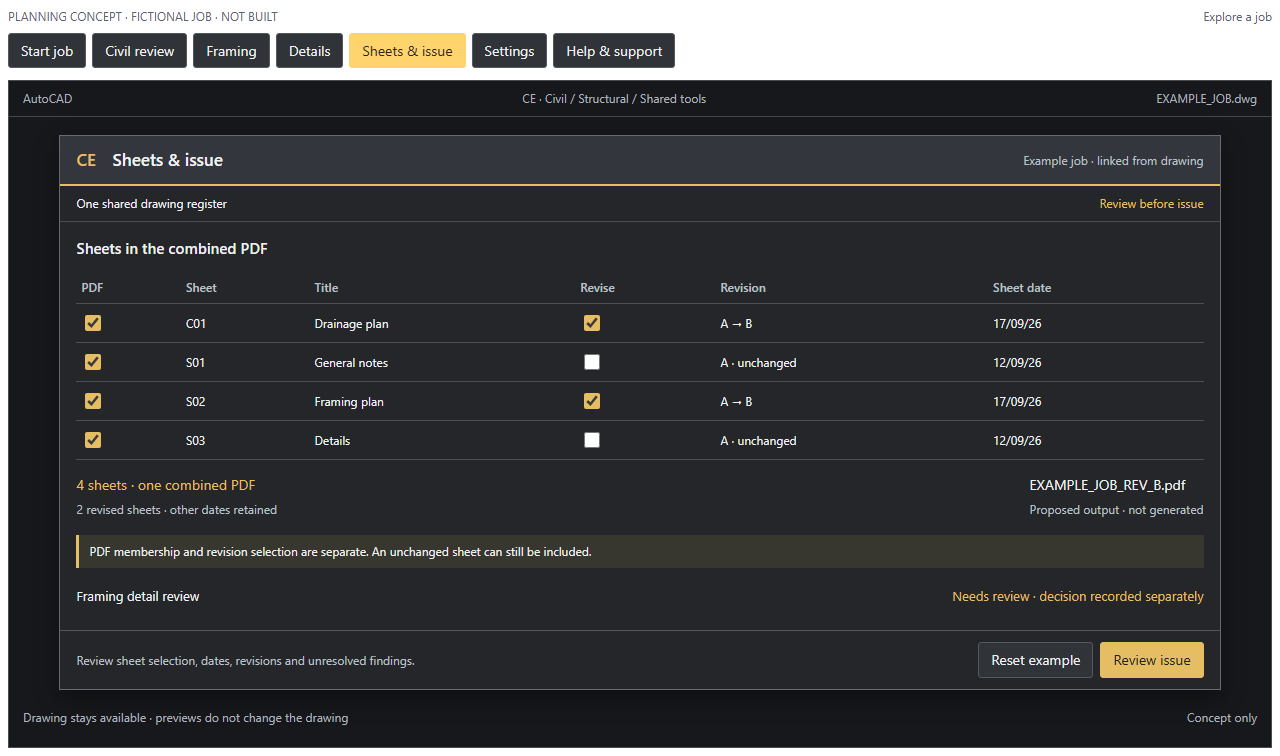 PLANNING CONCEPT · FICTIONAL JOB · NOT BUILT
Explore a job
Start job
Civil review
Framing
Details
Sheets & issue
Settings
Help & support
AutoCAD
CE · Civil / Structural / Shared tools
EXAMPLE_JOB.dwg
CE Sheets & issue
Example job · linked from drawing
One shared drawing register
Review before issue
Sheets in the combined PDF
PDF Sheet Title Revise Revision Sheet date
C01 Drainage plan A → B 17/09/26
S01 General notes A · unchanged 12/09/26
S02 Framing plan A → B 17/09/26
S03 Details A · unchanged 12/09/26
4 sheets · one combined PDF
EXAMPLE_JOB_REV_B.pdf
2 revised sheets · other dates retained
Proposed output · not generated
PDF membership and revision selection are separate. An unchanged sheet can still be included.
Framing detail review
Needs review · decision recorded separately
Review sheet selection, dates, revisions and unresolved findings.
Reset example
Review issue
Drawing stays available · previews do not change the drawing
Concept only